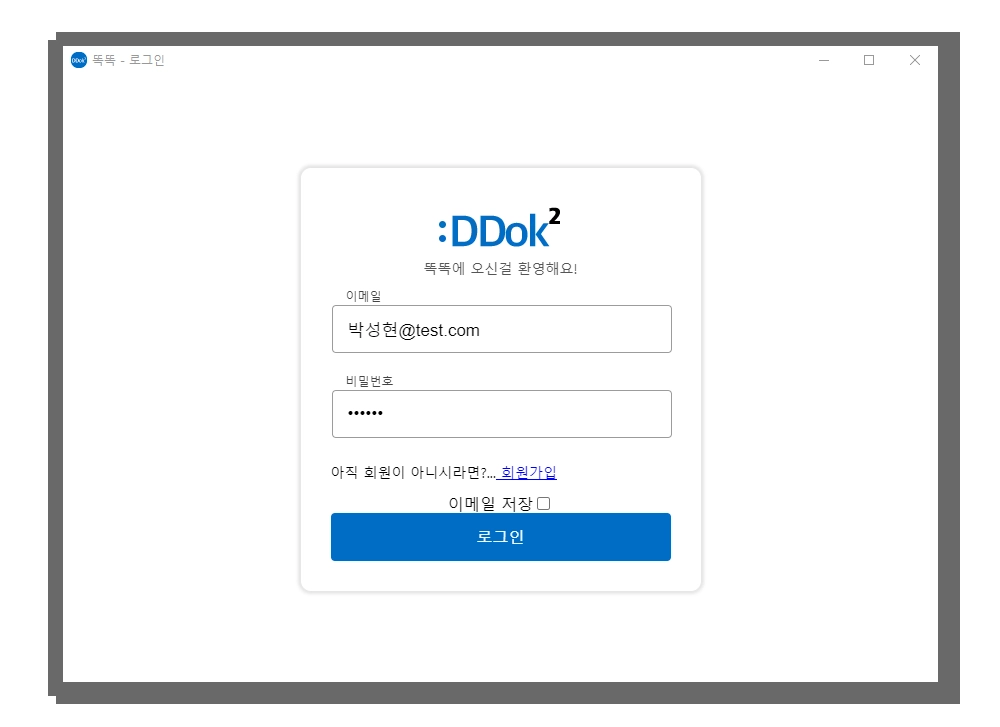 DDok
똑똑 - 로그인
:DDok²
똑똑에 오신걸 환영해요!
이메일
박성현@test.com
비밀번호
••••••
아직 회원이 아니시라면?... 회원가입
이메일 저장
로그인